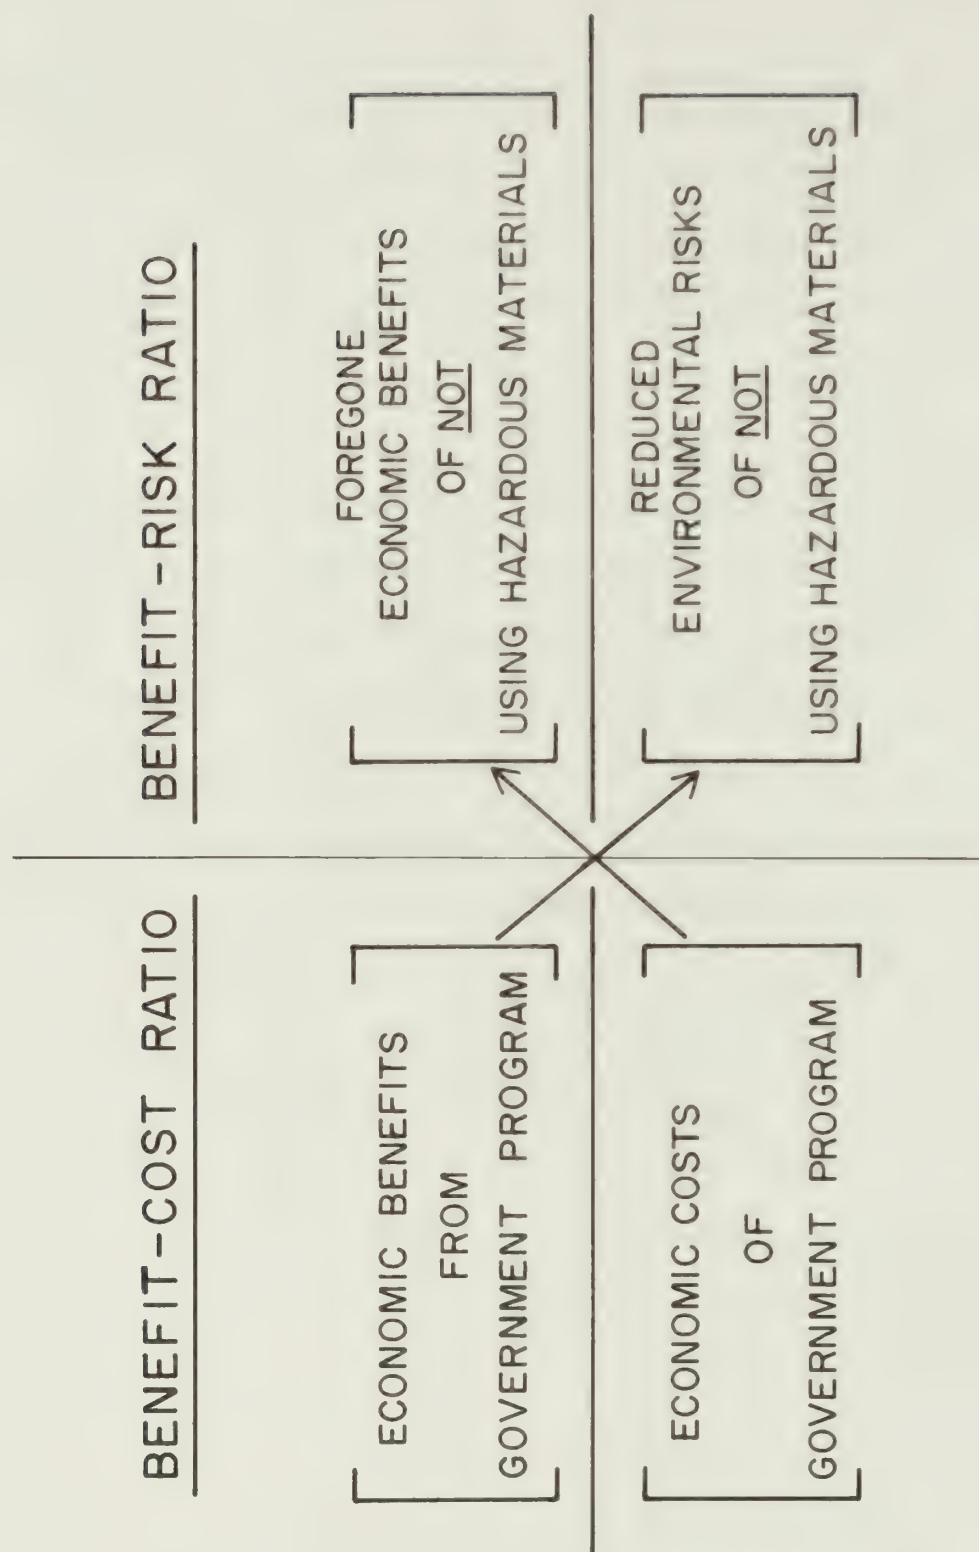 BENEFIT-COST RATIO
ECONOMIC BENEFITS
FROM
GOVERNMENT PROGRAM
ECONOMIC COSTS
OF
GOVERNMENT PROGRAM
BENEFIT-RISK RATIO
FOREGONE
ECONOMIC BENEFITS
OF NOT
USING HAZARDOUS MATERIALS
REDUCED
ENVIRONMENTAL RISKS
OF NOT
USING HAZARDOUS MATERIALS